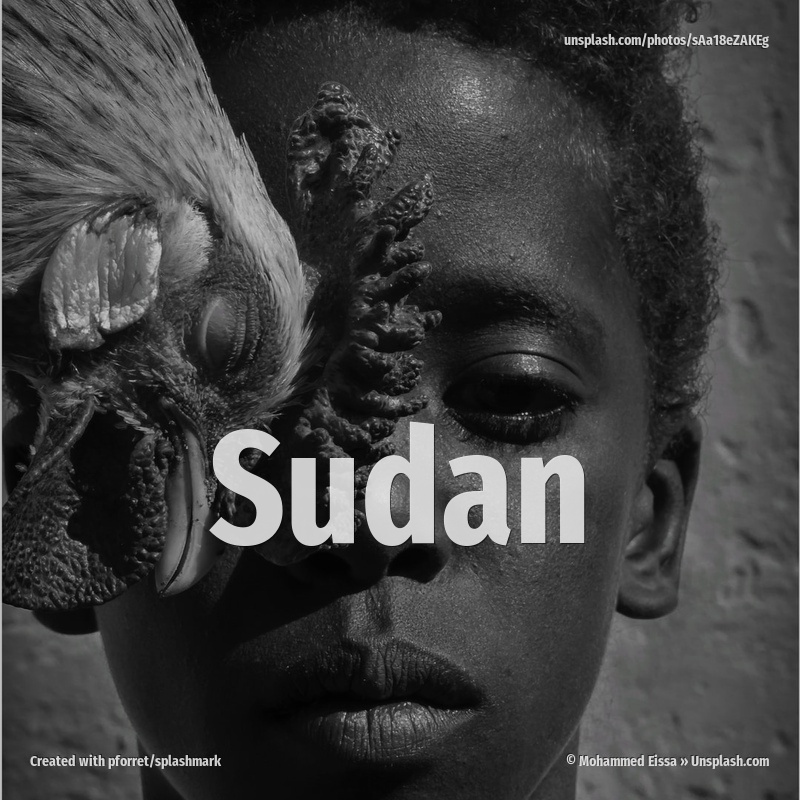 unsplash.com/photos/sAa18eZAKEg
Sudan
Created with pforret/splashmark
© Mohammed Eissa » Unsplash.com